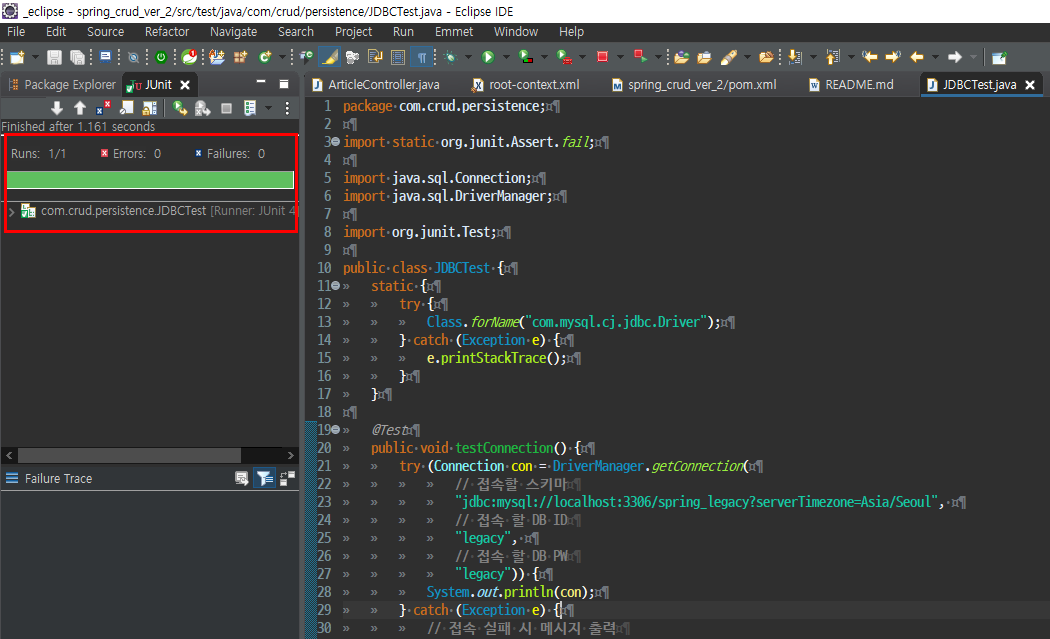 _eclipse - spring_crud_ver_2/src/test/java/com/crud/persistence/JDBCTest.java - Eclipse IDE
File Edit Source Refactor Navigate Search Project Run Emmet Window Help
Package Explorer JUnit
Finished after 1.161 seconds
Runs: 1/1 Errors: 0 Failures: 0
com.crud.persistence.JDBCTest [Runner: JUnit 4]
Failure Trace
ArticleController.java root-context.xml spring_crud_ver_2/pom.xml README.md JDBCTest.java
1 package com.crud.persistence;
2
3 import static org.junit.Assert.fail;
4
5 import java.sql.Connection;
6 import java.sql.DriverManager;
7
8 import org.junit.Test;
9
10 public class JDBCTest {
11 static {
12 try {
13 Class.forName("com.mysql.cj.jdbc.Driver");
14 } catch (Exception e) {
15 e.printStackTrace();
16 }
17 }
18
19 @Test
20 public void testConnection() {
21 try (Connection con = DriverManager.getConnection(
22 // 접속할 스키마
23 "jdbc:mysql://localhost:3306/spring_legacy?serverTimezone=Asia/Seoul",
24 // 접속 할 DB ID
25 "legacy",
26 // 접속 할 DB PW
27 "legacy")) {
28 System.out.println(con);
29 } catch (Exception e) {
30 // 접속 실패 시 메시지 출력